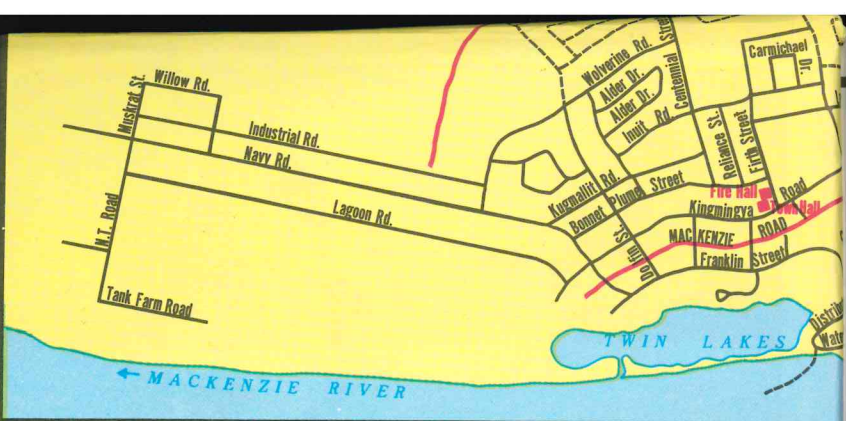 Muskrat St.
Willow Rd.
Industrial Rd.
Navy Rd.
Lagoon Rd.
N.T. Road
Tank Farm Road
Wolverine Rd.
Alder Dr.
Alder Dr.
Inuit Rd.
Centennial
Carmichael Dr.
Reliance St.
Firth Street
Kugmallit Rd.
Bonnet Plume Street
Fire Hall
Town Hall
Kingmingya Road
MACKENZIE ROAD
Franklin Street
Dolfin St.
TWIN LAKES
← MACKENZIE RIVER